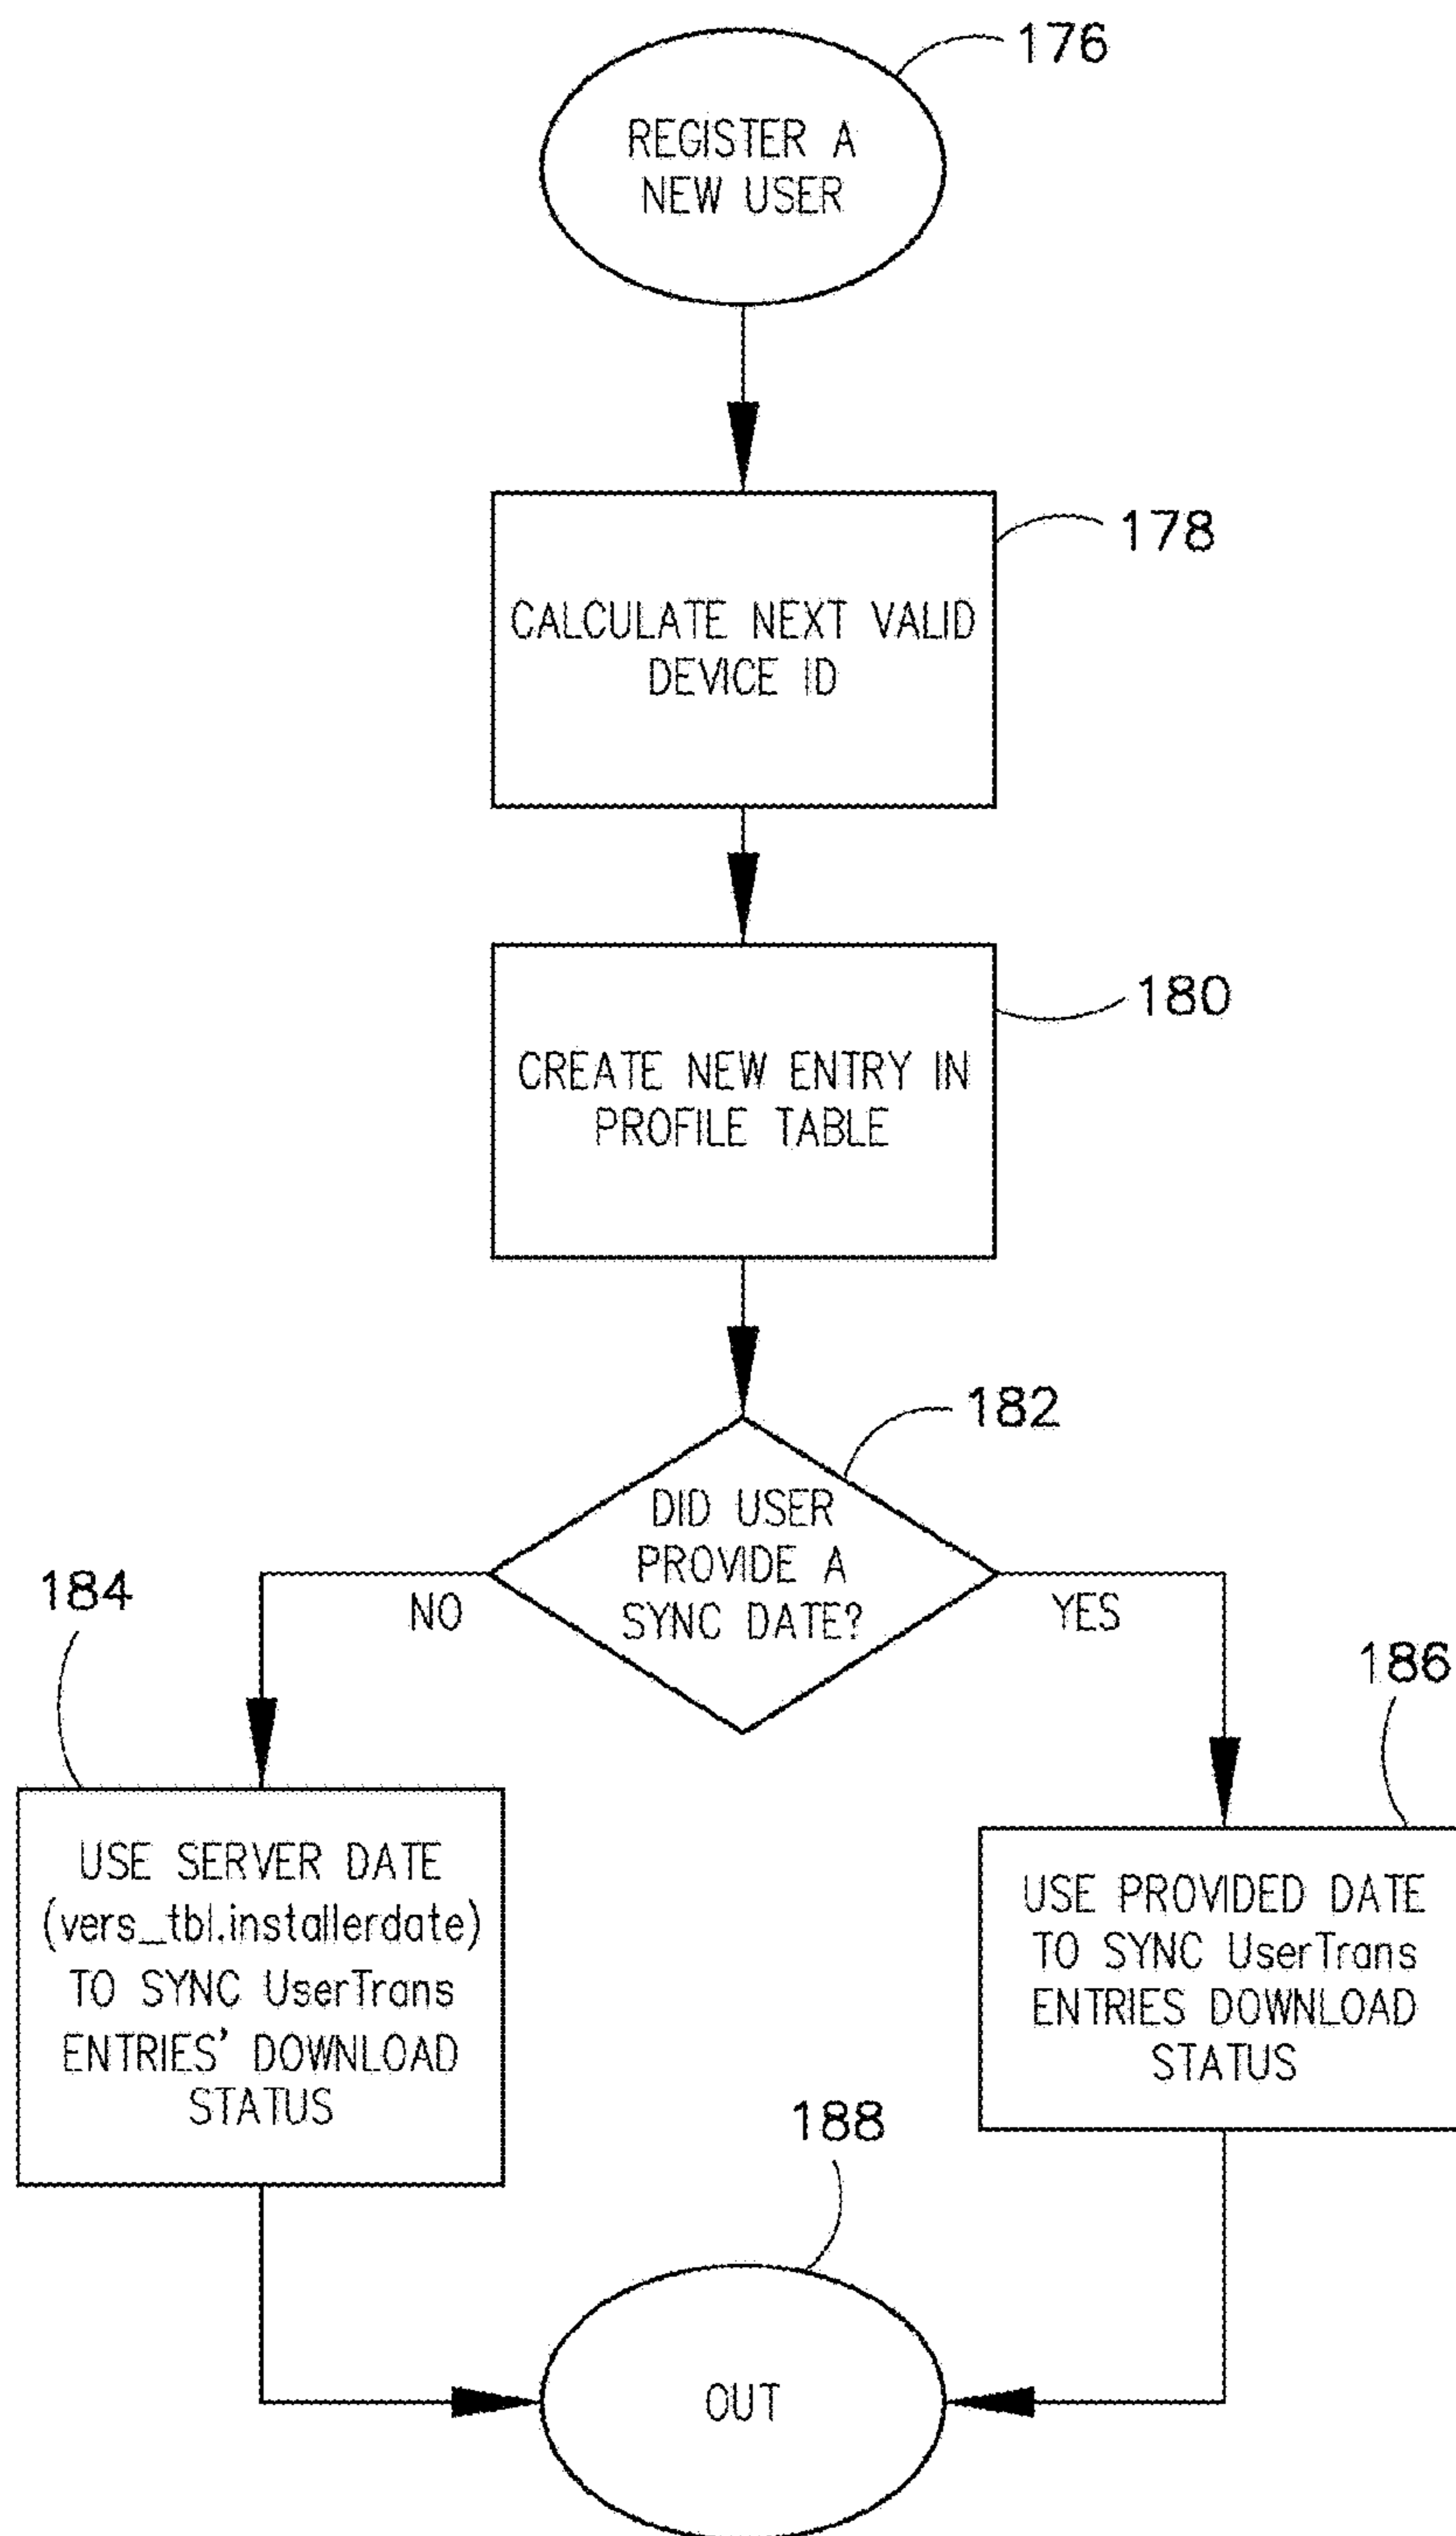 176
REGISTER A
NEW USER
178
CALCULATE NEXT VALID
DEVICE ID
180
CREATE NEW ENTRY IN
PROFILE TABLE
182
DID USER
PROVIDE A
SYNC DATE?
NO
YES
184
USE SERVER DATE
(vers_tbl.installerdate)
TO SYNC UserTrans
ENTRIES' DOWNLOAD
STATUS
186
USE PROVIDED DATE
TO SYNC UserTrans
ENTRIES DOWNLOAD
STATUS
188
OUT